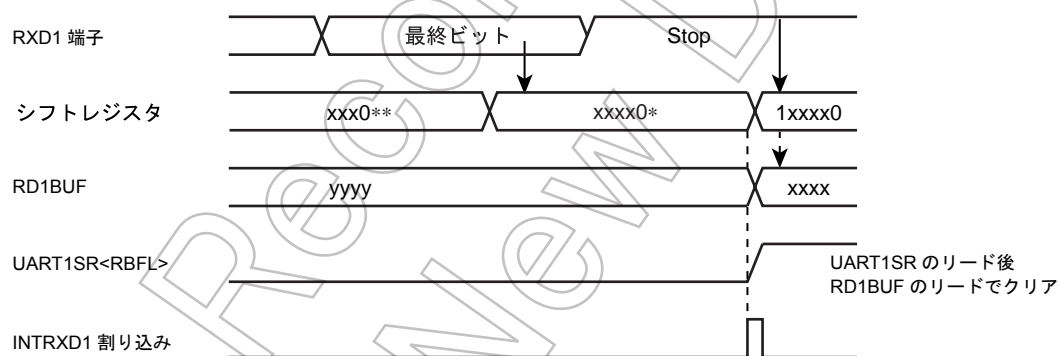 RXD1 端子
最終ビット
Stop
シフトレジスタ
xxx0**
xxxx0*
1xxxx0
RD1BUF
yyyy
xxxx
UART1SR<RBFL>
UART1SR のリード後
RD1BUF のリードでクリア
INTRXD1 割り込み